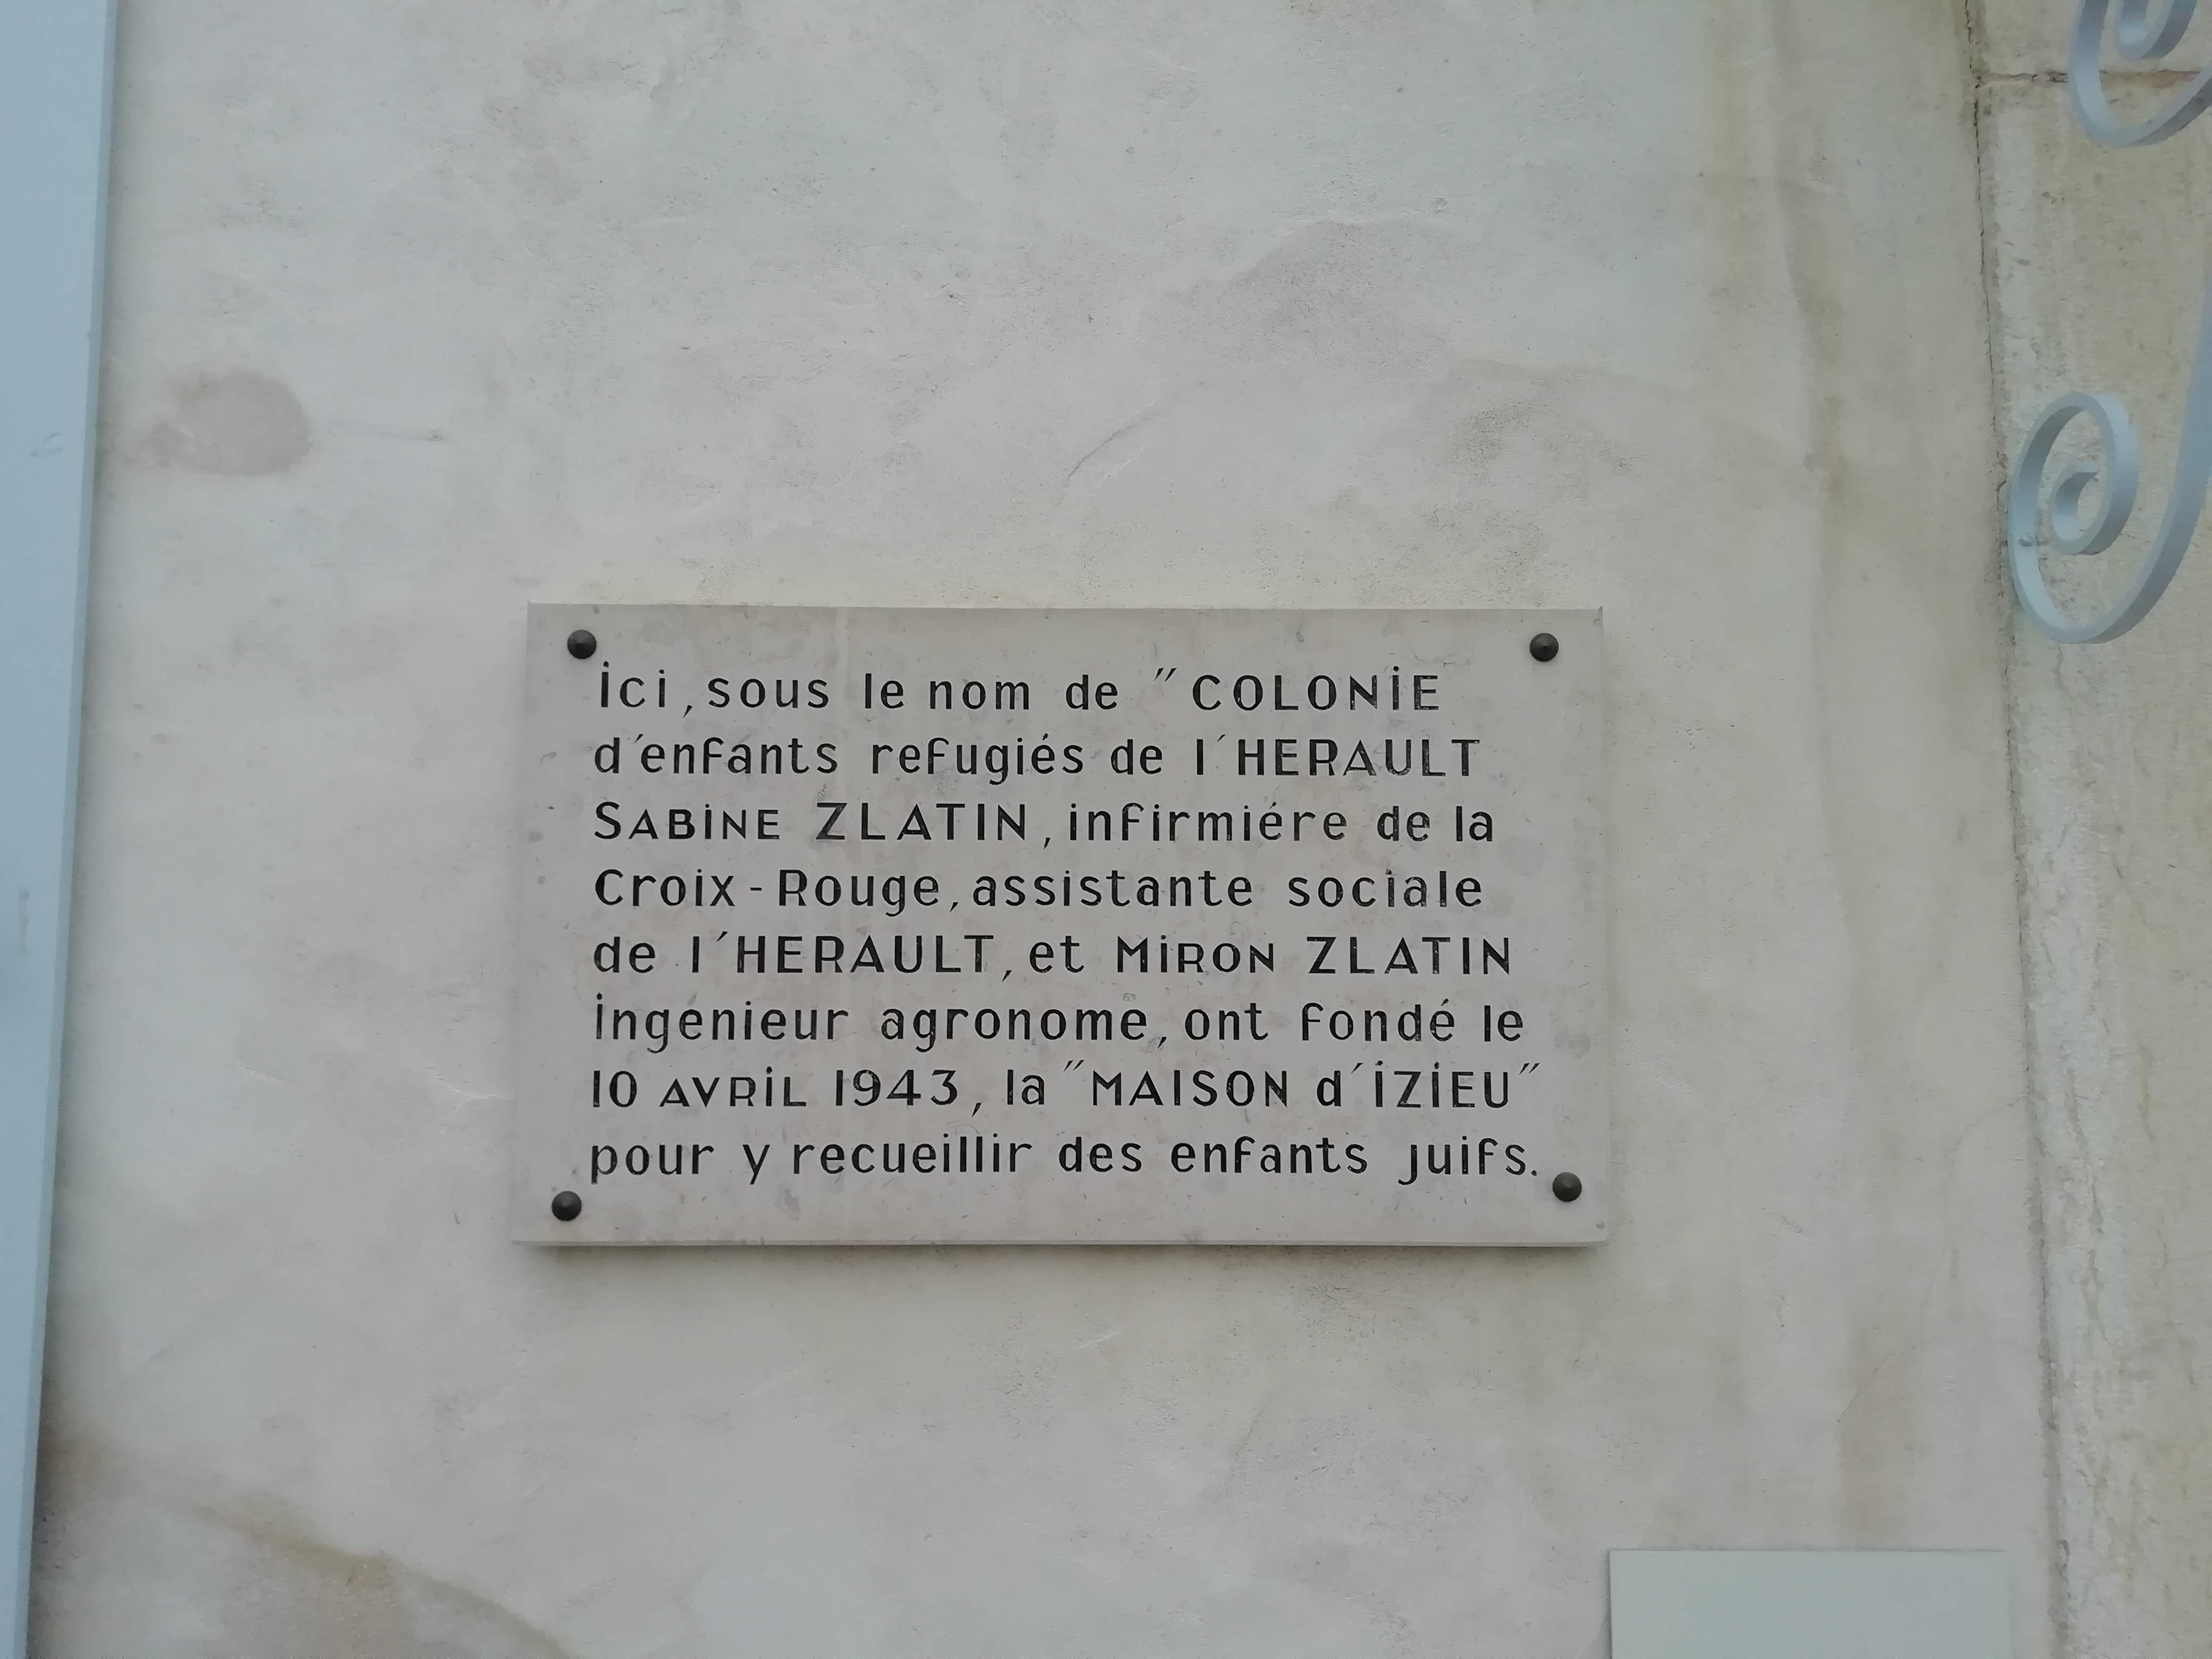 ici, sous le nom de "COLONiE
d'enfants refugiés de l'HERAULT
SABiNE ZLATIN, infirmiére de la
Croix-Rouge, assistante sociale
de l'HERAULT, et MiRON ZLATIN
ingenieur agronome, ont fondé le
10 AVRiL 1943, la "MAISON d'iZiEU"
pour y recueillir des enfants juifs.